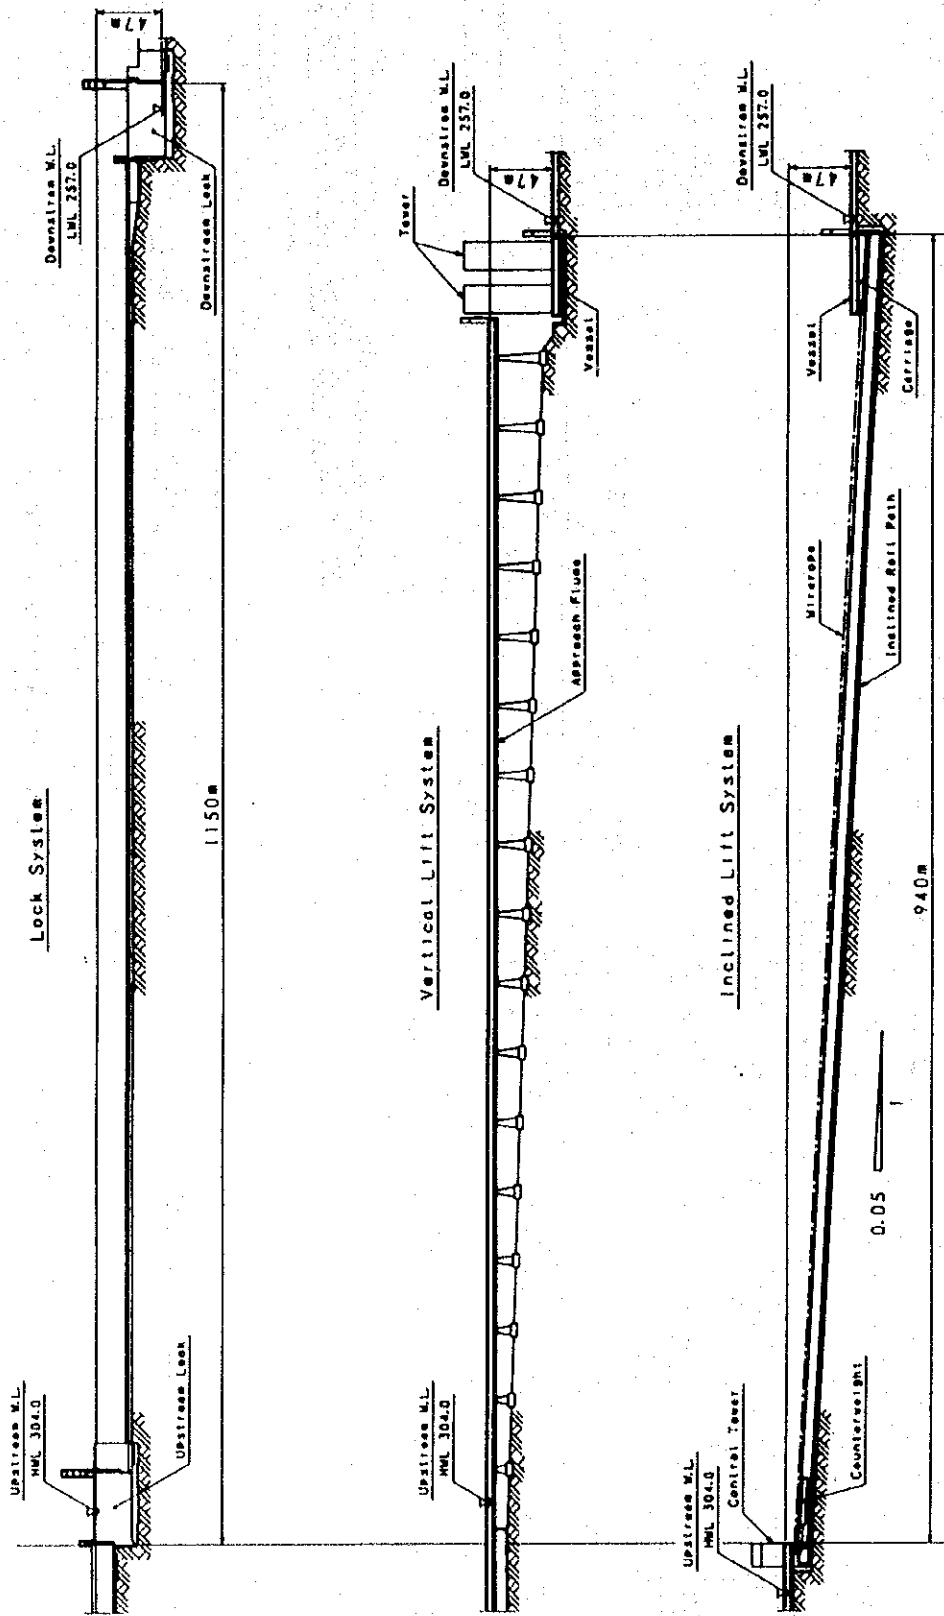 Lock System
47m
Upstream W.L.
HWL 304.0
Upstream Lock
Downstream W.L.
LWL 257.0
Downstream Lock
1150m
Vertical Lift System
Upstream W.L.
HWL 304.0
Approach Flume
Tower
Vessel
Downstrea W.L.
LWL 257.0
47m
Inclined Lift System
Upstream W.L.
HWL 304.0
Control Tower
Counterweight
0.05
1
Wirerope
Inclined Rail Path
Vessel
Carriage
Downstrea W.L.
LWL 257.0
47m
940m